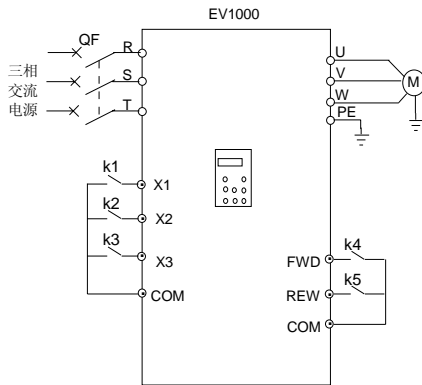 EV1000
QF
R
S
T
三相
交流
电源
U
V
W
PE
M
k1
X1
k2
X2
k3
X3
COM
k4
FWD
k5
REW
COM